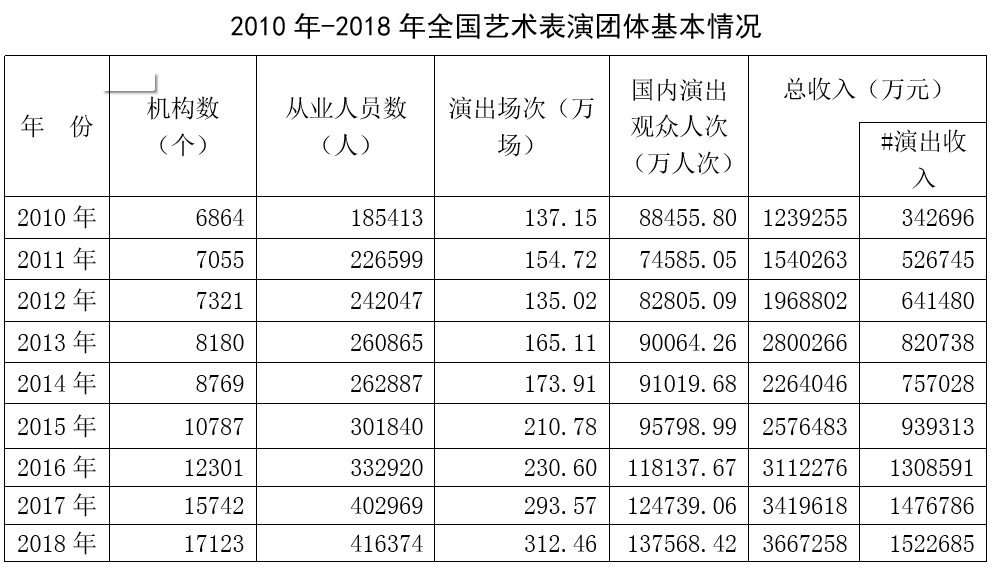 2010 年-2018 年全国艺术表演团体基本情况
年 份 机构数（个） 从业人员数（人） 演出场次（万场） 国内演出观众人次（万人次） 总收入（万元） #演出收入
2010 年 6864 185413 137.15 88455.80 1239255 342696
2011 年 7055 226599 154.72 74585.05 1540263 526745
2012 年 7321 242047 135.02 82805.09 1968802 641480
2013 年 8180 260865 165.11 90064.26 2800266 820738
2014 年 8769 262887 173.91 91019.68 2264046 757028
2015 年 10787 301840 210.78 95798.99 2576483 939313
2016 年 12301 332920 230.60 118137.67 3112276 1308591
2017 年 15742 402969 293.57 124739.06 3419618 1476786
2018 年 17123 416374 312.46 137568.42 3667258 1522685